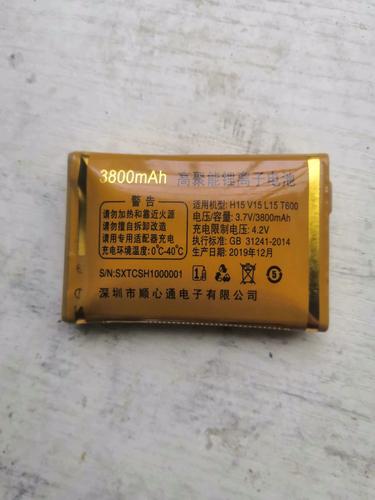 3800mAh 高聚能锂离子电池
警告
请勿加热和靠近火源
请勿擅自拆卸改造
请用专用适配器充电
充电环境温度: 0°C-40°C
S/N:SXTCSH1000001
适用机型: H15 V15 L15 T600
电压/容量: 3.7V/3800mAh
充电限制电压: 4.2V
执行标准: GB 31241-2014
生产日期: 2019年12月
深圳市顺心通电子有限公司